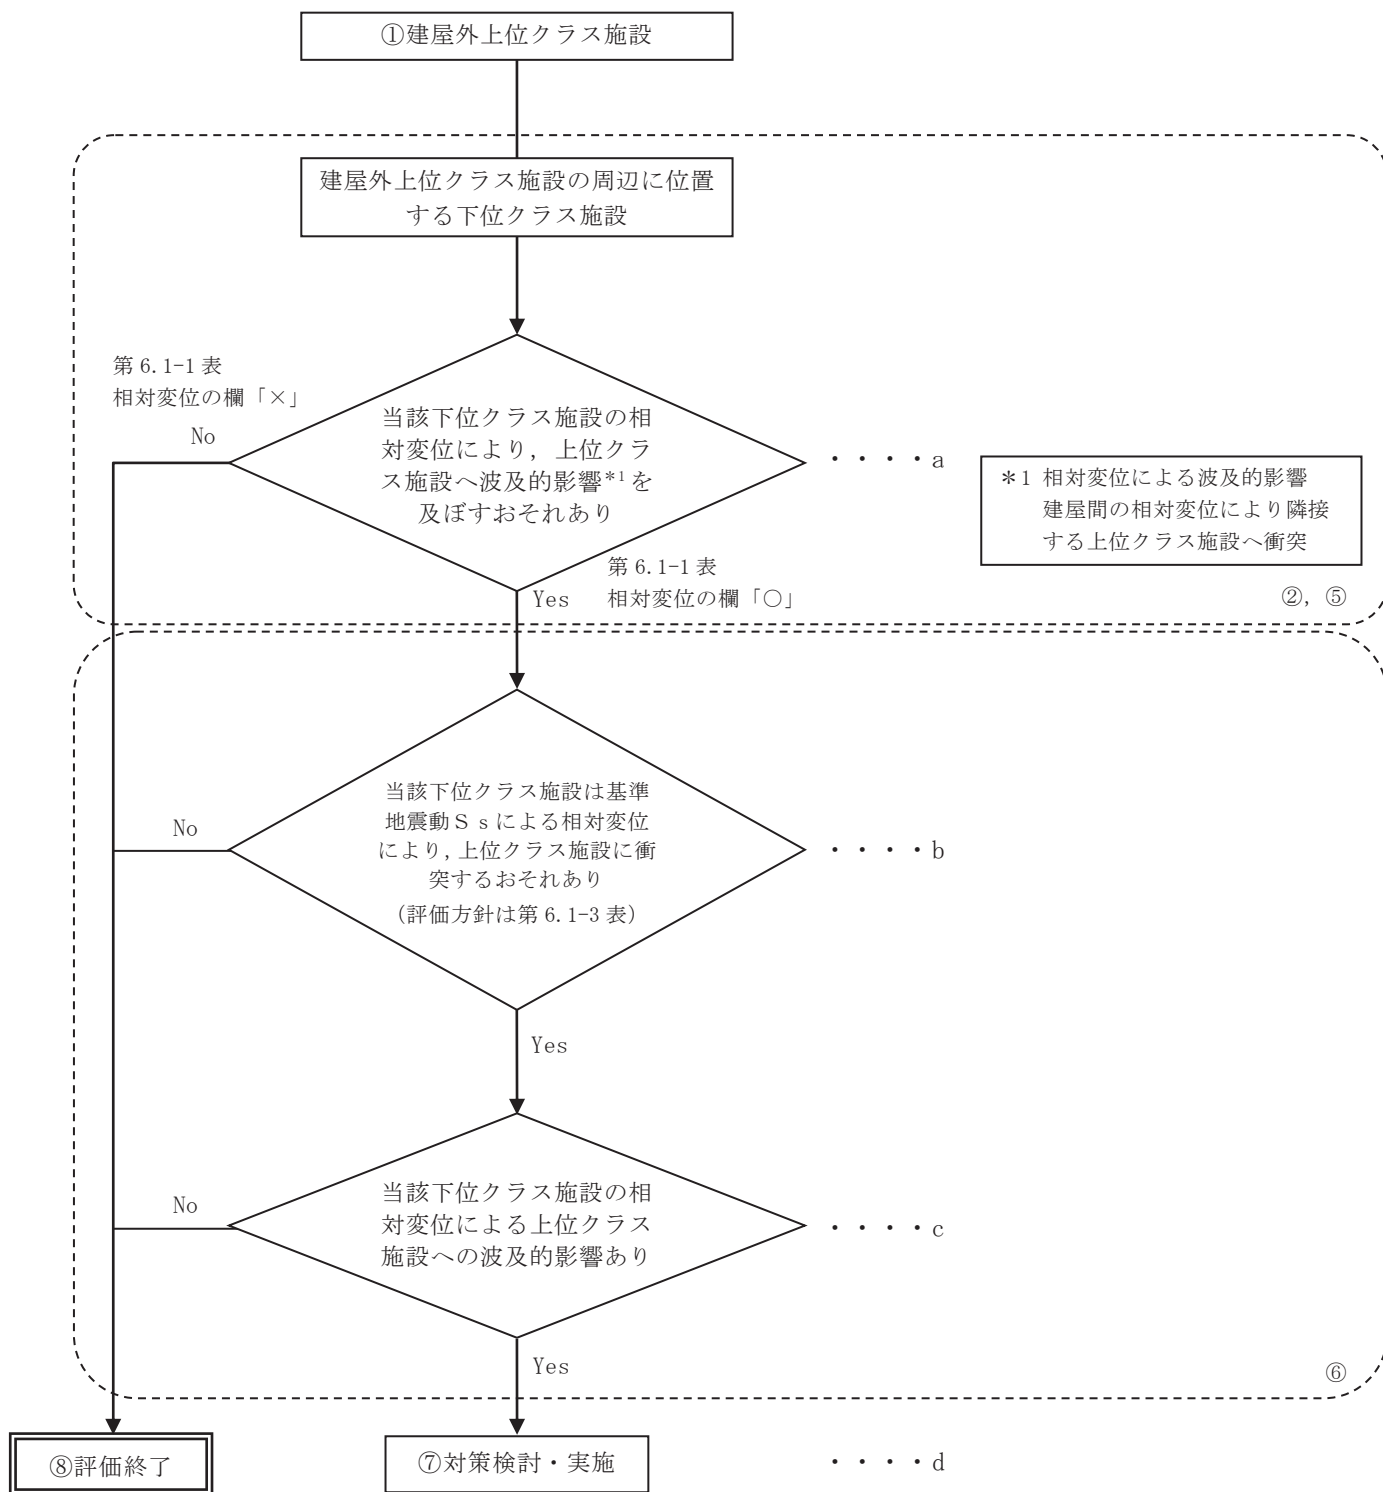 ①建屋外上位クラス施設
建屋外上位クラス施設の周辺に位置
する下位クラス施設
第 6.1-1 表
相対変位の欄「×」
No
当該下位クラス施設の相
対変位により，上位クラ
ス施設へ波及的影響*1を
及ぼすおそれあり
・・・・a
＊1 相対変位による波及的影響
建屋間の相対変位により隣接
する上位クラス施設へ衝突
第 6.1-1 表
相対変位の欄「○」
Yes
②，⑤
当該下位クラス施設は基準
地震動Ｓｓによる相対変位
により，上位クラス施設に衝
突するおそれあり
（評価方針は第 6.1-3 表）
No
・・・・b
Yes
当該下位クラス施設の相
対変位による上位クラス
施設への波及的影響あり
No
・・・・c
Yes
⑥
⑧評価終了
⑦対策検討・実施
・・・・d